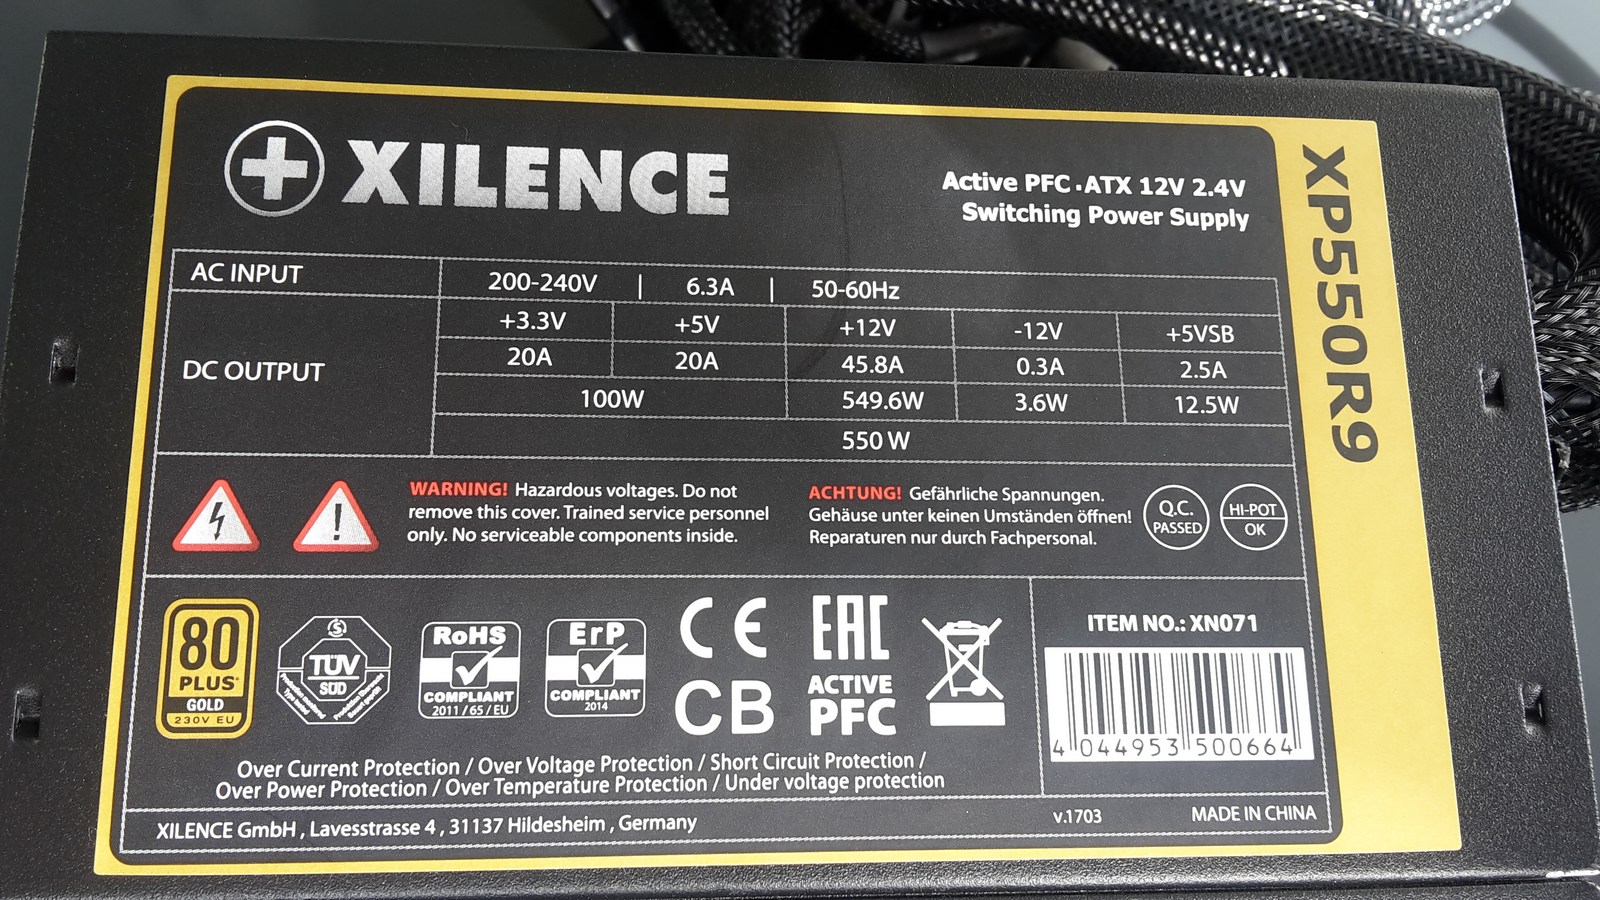 XILENCE
Active PFC·ATX 12V 2.4V
Switching Power Supply
XP550R9
AC INPUT 200-240V | 6.3A | 50-60Hz
DC OUTPUT
+3.3V +5V +12V -12V +5VSB
20A 20A 45.8A 0.3A 2.5A
100W 549.6W 3.6W 12.5W
550 W
WARNING! Hazardous voltages. Do not
remove this cover. Trained service personnel
only. No serviceable components inside.
ACHTUNG! Gefährliche Spannungen.
Gehäuse unter keinen Umständen öffnen!
Reparaturen nur durch Fachpersonal.
Q.C.
PASSED
HI-POT
OK
80
PLUS
GOLD
230V EU
TÜV
SÜD
RoHS
COMPLIANT
2011/65/EU
ErP
COMPLIANT
2014
CE
CB
EAC
ACTIVE
PFC
ITEM NO.: XN071
4 044953 500664
Over Current Protection / Over Voltage Protection / Short Circuit Protection /
Over Power Protection / Over Temperature Protection / Under voltage protection
XILENCE GmbH , Lavesstrasse 4 , 31137 Hildesheim , Germany
v.1703
MADE IN CHINA